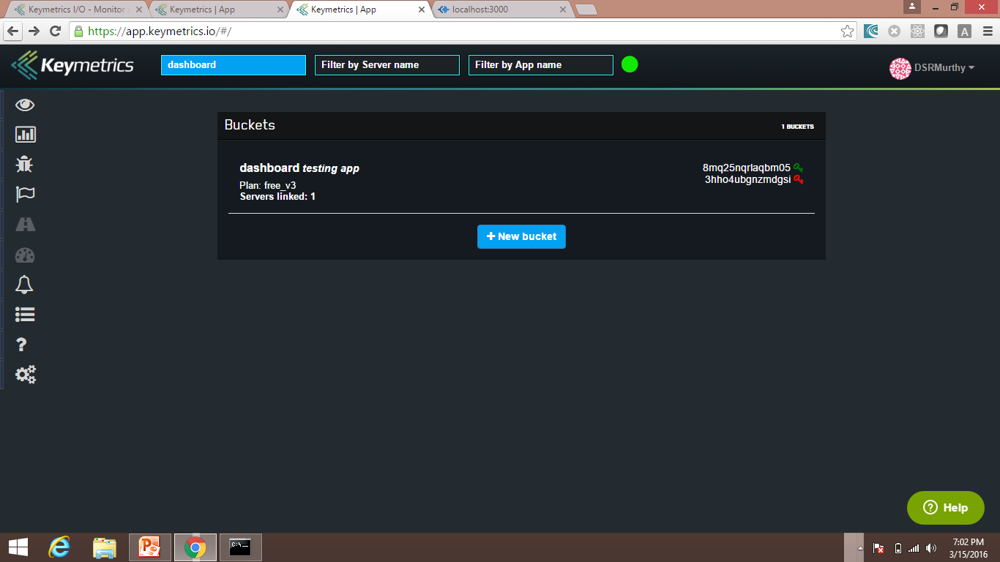 Keymetrics I/O - Monitor
Keymetrics | App
Keymetrics | App
localhost:3000
https://app.keymetrics.io/#/
Keymetrics
dashboard
Filter by Server name
Filter by App name
DSRMurthy
Buckets
1 BUCKETS
dashboard testing app
8mq25nqrlaqbm05
Plan: free_v3
3hho4ubgnzmdgsi
Servers linked: 1
+ New bucket
?
? Help
A
C:\
7:02 PM
3/15/2016